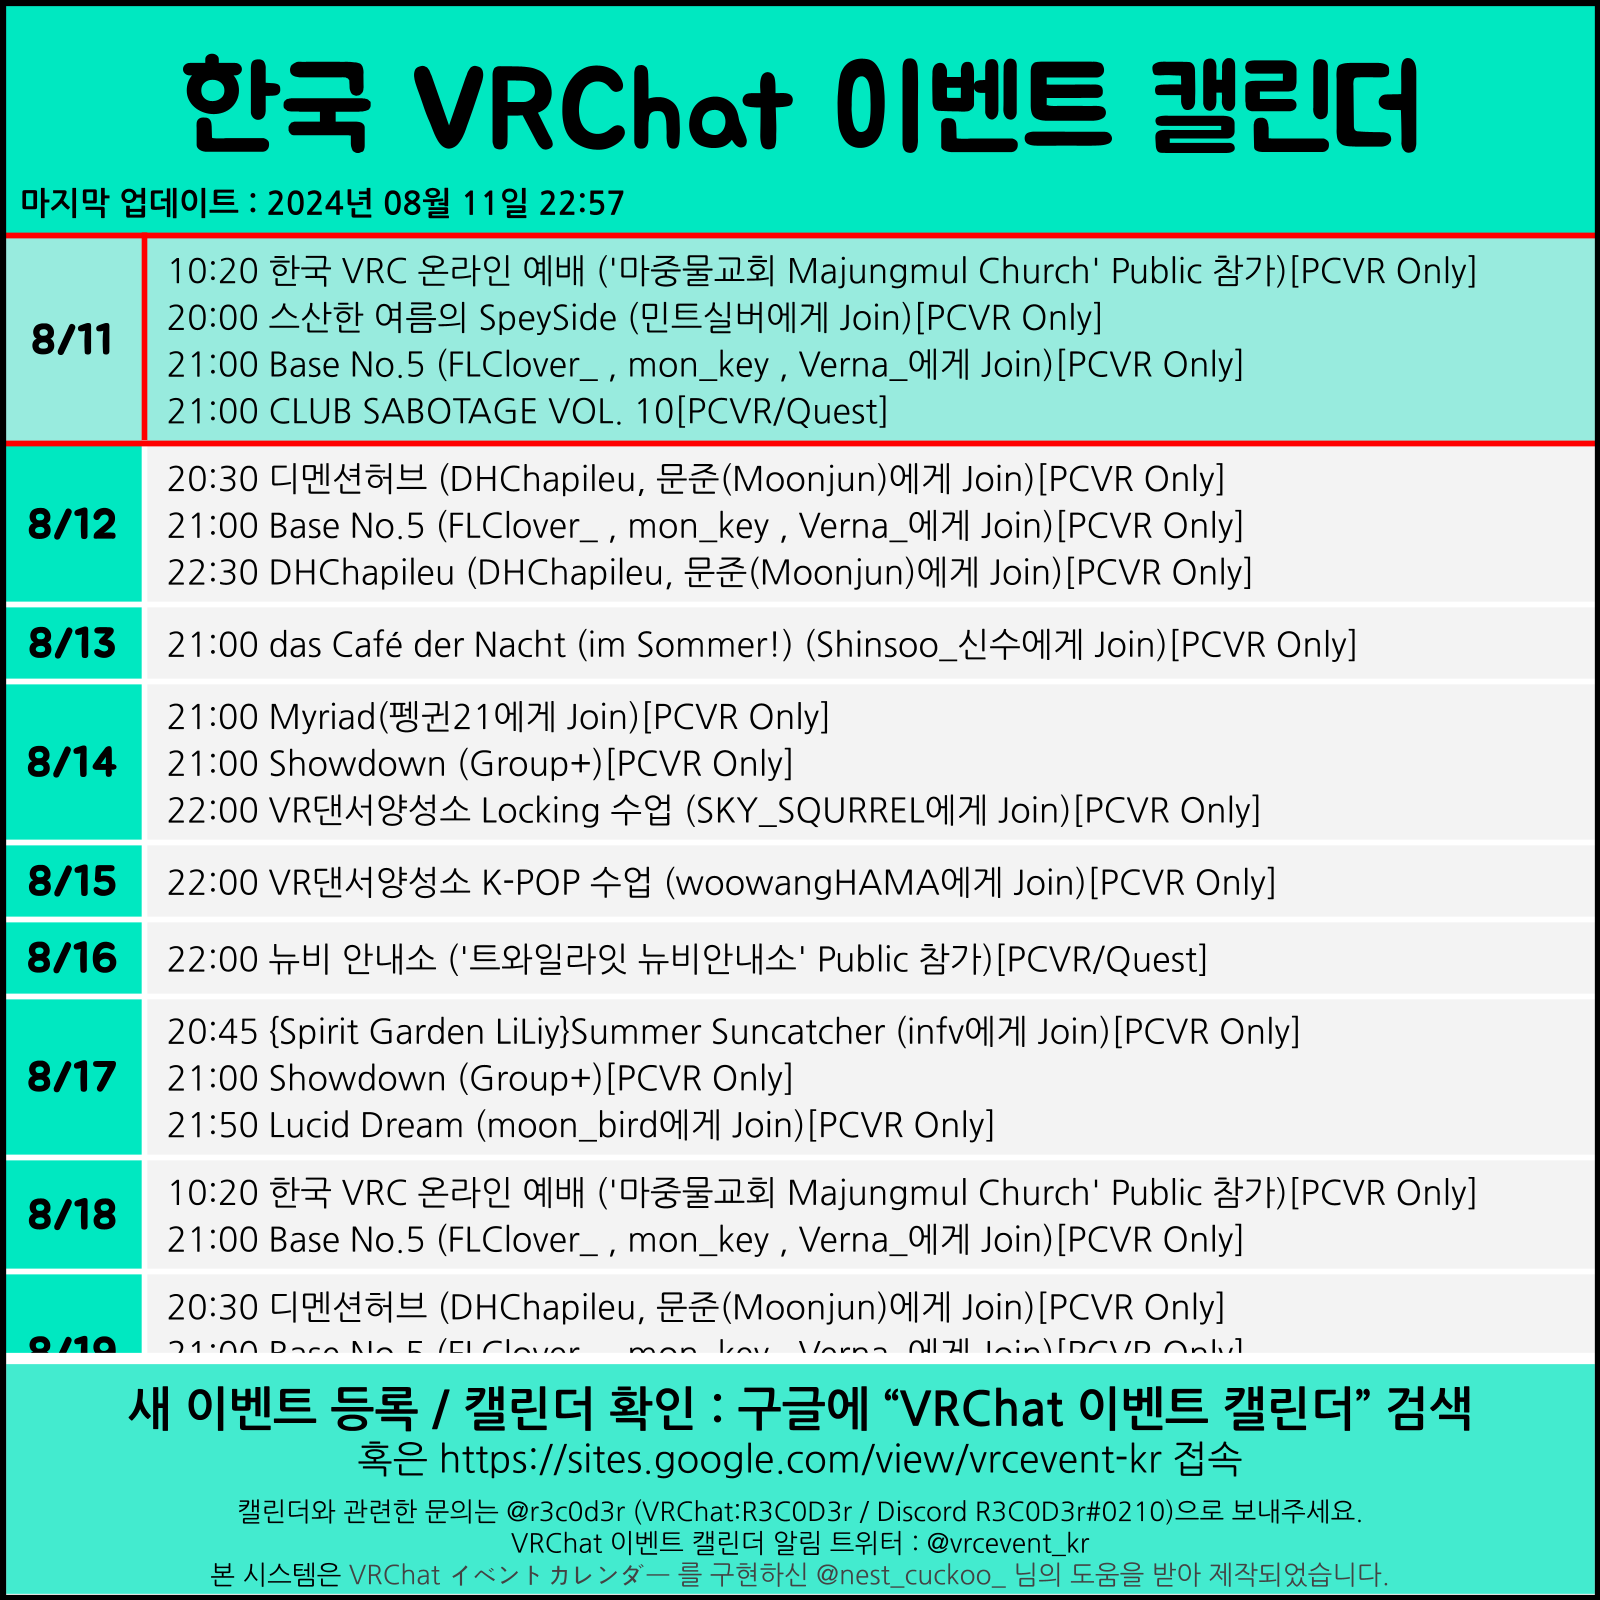 한국 VRChat 이벤트 캘린더
마지막 업데이트 : 2024년 08월 11일 22:57
8/11
10:20 한국 VRC 온라인 예배 ('마중물교회 Majungmul Church' Public 참가)[PCVR Only]
20:00 스산한 여름의 SpeySide (민트실버에게 Join)[PCVR Only]
21:00 Base No.5 (FLClover_ , mon_key , Verna_에게 Join)[PCVR Only]
21:00 CLUB SABOTAGE VOL. 10[PCVR/Quest]
8/12
20:30 디멘션허브 (DHChapileu, 문준(Moonjun)에게 Join)[PCVR Only]
21:00 Base No.5 (FLClover_ , mon_key , Verna_에게 Join)[PCVR Only]
22:30 DHChapileu (DHChapileu, 문준(Moonjun)에게 Join)[PCVR Only]
8/13
21:00 das Café der Nacht (im Sommer!) (Shinsoo_신수에게 Join)[PCVR Only]
8/14
21:00 Myriad(펭귄21에게 Join)[PCVR Only]
21:00 Showdown (Group+)[PCVR Only]
22:00 VR댄서양성소 Locking 수업 (SKY_SQURREL에게 Join)[PCVR Only]
8/15
22:00 VR댄서양성소 K-POP 수업 (woowangHAMA에게 Join)[PCVR Only]
8/16
22:00 뉴비 안내소 ('트와일라잇 뉴비안내소' Public 참가)[PCVR/Quest]
8/17
20:45 {Spirit Garden LiLiy}Summer Suncatcher (infv에게 Join)[PCVR Only]
21:00 Showdown (Group+)[PCVR Only]
21:50 Lucid Dream (moon_bird에게 Join)[PCVR Only]
8/18
10:20 한국 VRC 온라인 예배 ('마중물교회 Majungmul Church' Public 참가)[PCVR Only]
21:00 Base No.5 (FLClover_ , mon_key , Verna_에게 Join)[PCVR Only]
8/19
20:30 디멘션허브 (DHChapileu, 문준(Moonjun)에게 Join)[PCVR Only]
21:00 Base No.5 (FLClover_ , mon_key , Verna_에게 Join)[PCVR Only]
새 이벤트 등록 / 캘린더 확인 : 구글에 “VRChat 이벤트 캘린더” 검색
혹은 https://sites.google.com/view/vrcevent-kr 접속
캘린더와 관련한 문의는 @r3c0d3r (VRChat:R3C0D3r / Discord R3C0D3r#0210)으로 보내주세요.
VRChat 이벤트 캘린더 알림 트위터 : @vrcevent_kr
본 시스템은 VRChat イベントカレンダー 를 구현하신 @nest_cuckoo_ 님의 도움을 받아 제작되었습니다.